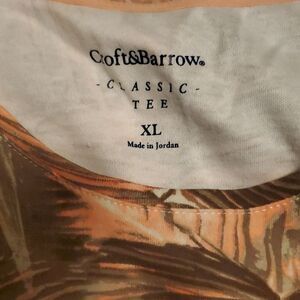 Croft&Barrow®
- CLASSIC -
TEE
XL
Made in Jordan